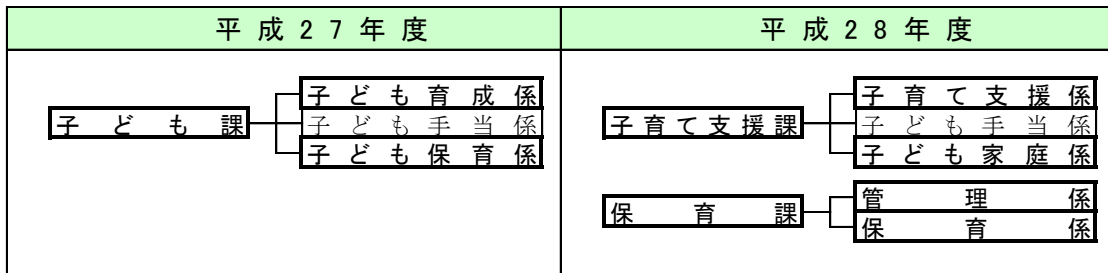 平成27年度
平成28年度
子ども課
子ども育成係
子ども手当係
子ども保育係
子育て支援課
子育て支援係
子ども手当係
子ども家庭係
保育課
管理係
保育係